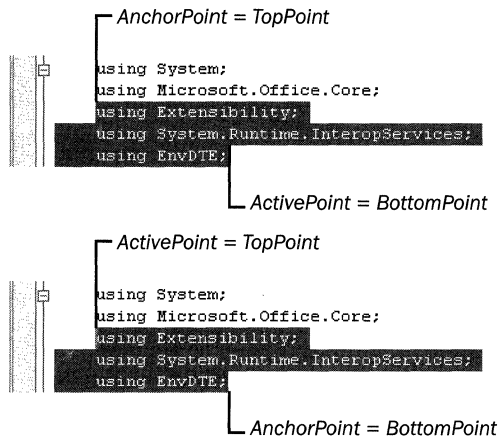 AnchorPoint = TopPoint
using System;
using Microsoft.Office.Core;
using Extensibility;
using System.Runtime.InteropServices;
using EnvDTE;
ActivePoint = BottomPoint
ActivePoint = TopPoint
using System;
using Microsoft.Office.Core;
using Extensibility;
using System.Runtime.InteropServices;
using EnvDTE;
AnchorPoint = BottomPoint